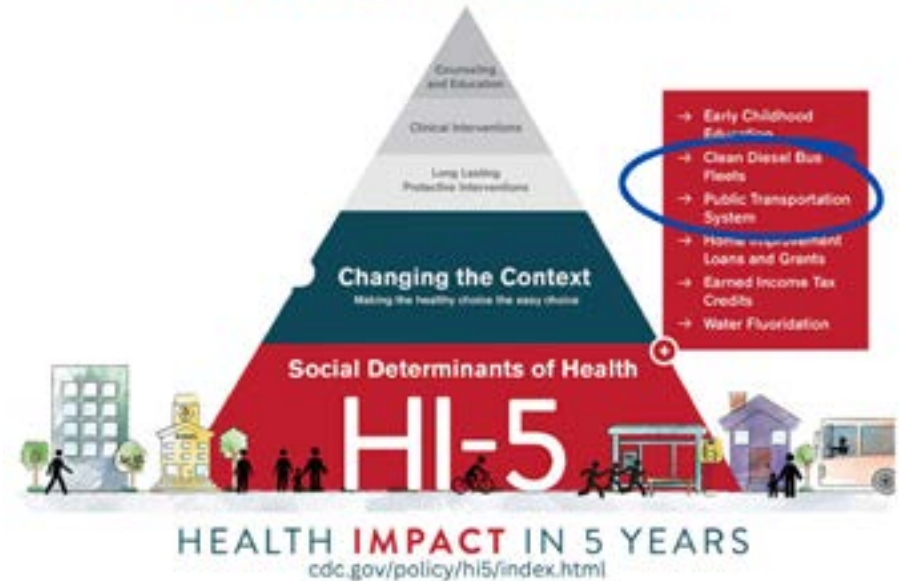 Counseling
and Education
Clinical Interventions
Long Lasting
Protective Interventions
Changing the Context
Making the healthy choice the easy choice
Social Determinants of Health
HI-5
→ Early Childhood
Education
→ Clean Diesel Bus
Fleets
→ Public Transportation
System
→ Home Improvement
Loans and Grants
→ Earned Income Tax
Credits
→ Water Fluoridation
HEALTH IMPACT IN 5 YEARS
cdc.gov/policy/hi5/index.html